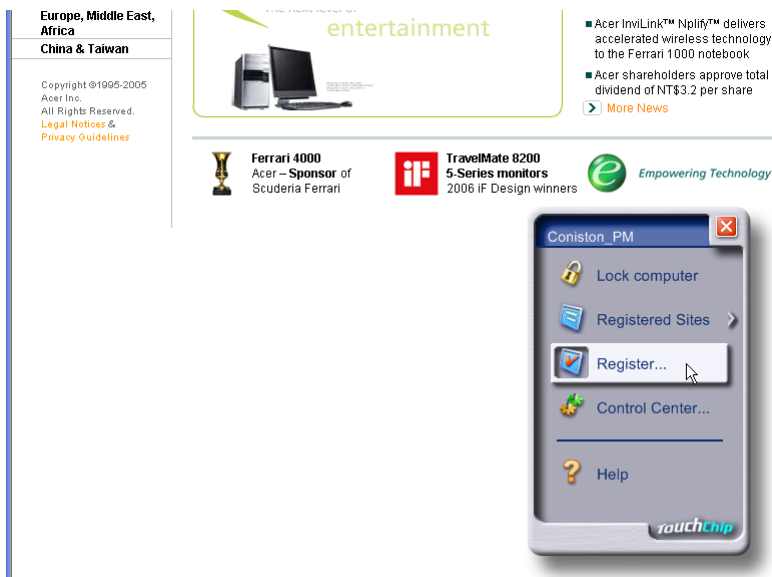 Europe, Middle East,
Africa
China & Taiwan
Copyright ©1995-2005
Acer Inc.
All Rights Reserved.
Legal Notices &
Privacy Guidelines
entertainment
Acer InviLink™ Nplify™ delivers
accelerated wireless technology
to the Ferrari 1000 notebook
Acer shareholders approve total
dividend of NT$3.2 per share
More News
Ferrari 4000
Acer – Sponsor of
Scuderia Ferrari
iF
TravelMate 8200
5-Series monitors
2006 iF Design winners
e
Empowering Technology
Coniston_PM
Lock computer
Registered Sites
Register...
Control Center...
Help
TouchChip